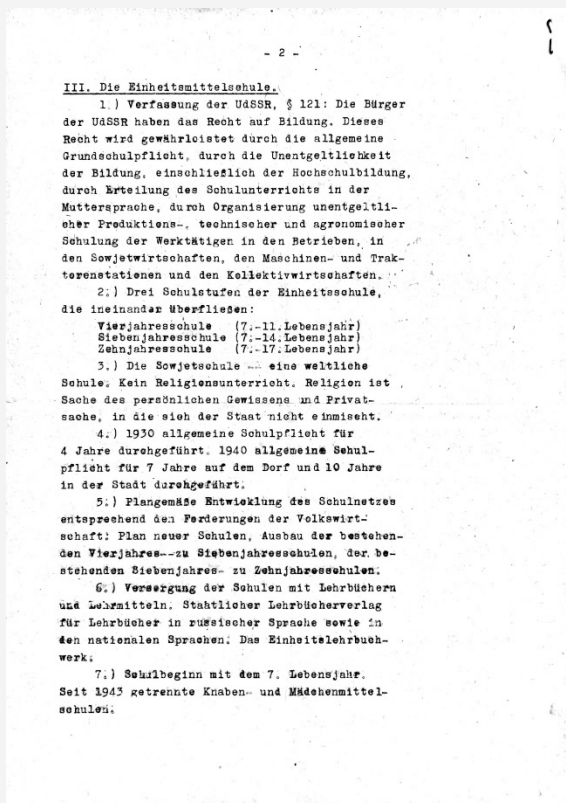 - 2 -
III. Die Einheitsmittelschule.
1.) Verfassung der UdSSR, § 121: Die Bürger
der UdSSR haben das Recht auf Bildung. Dieses
Recht wird gewährleistet durch die allgemeine
Grundschulpflicht, durch die Unentgeltlichkeit
der Bildung, einschließlich der Hochschulbildung,
durch Erteilung des Schulunterrichts in der
Muttersprache, durch Organisierung unentgeltli-
cher Produktions-, technischer und agronomischer
Schulung der Werktätigen in den Betrieben, in
den Sowjetwirtschaften, den Maschinen- und Trak-
torenstationen und den Kollektivwirtschaften.
2.) Drei Schulstufen der Einheitsschule,
die ineinander überfließen:
Vierjahresschule (7.-11.Lebensjahr)
Siebenjahresschule (7.-14.Lebensjahr)
Zehnjahresschule (7.-17.Lebensjahr)
3.) Die Sowjetschule -- eine weltliche
Schule. Kein Religionsunterricht. Religion ist
Sache des persönlichen Gewissens und Privat-
sache, in die sich der Staat nicht einmischt.
4.) 1930 allgemeine Schulpflicht für
4 Jahre durchgeführt. 1940 allgemeine Schul-
pflicht für 7 Jahre auf dem Dorf und 10 Jahre
in der Stadt durchgeführt.
5.) Plangemäße Entwicklung des Schulnetzes
entsprechend den Forderungen der Volkswirt-
schaft: Plan neuer Schulen, Ausbau der bestehen-
den Vierjahres--zu Siebenjahresschulen, der be-
stehenden Siebenjahres- zu Zehnjahresschulen.
6.) Versorgung der Schulen mit Lehrbüchern
und Lehrmitteln. Staatlicher Lehrbücherverlag
für Lehrbücher in russischer Sprache sowie in
den nationalen Sprachen. Das Einheitslehrbuch-
werk.
7.) Schulbeginn mit dem 7. Lebensjahr.
Seit 1943 getrennte Knaben- und Mädchenmittel-
schulen.